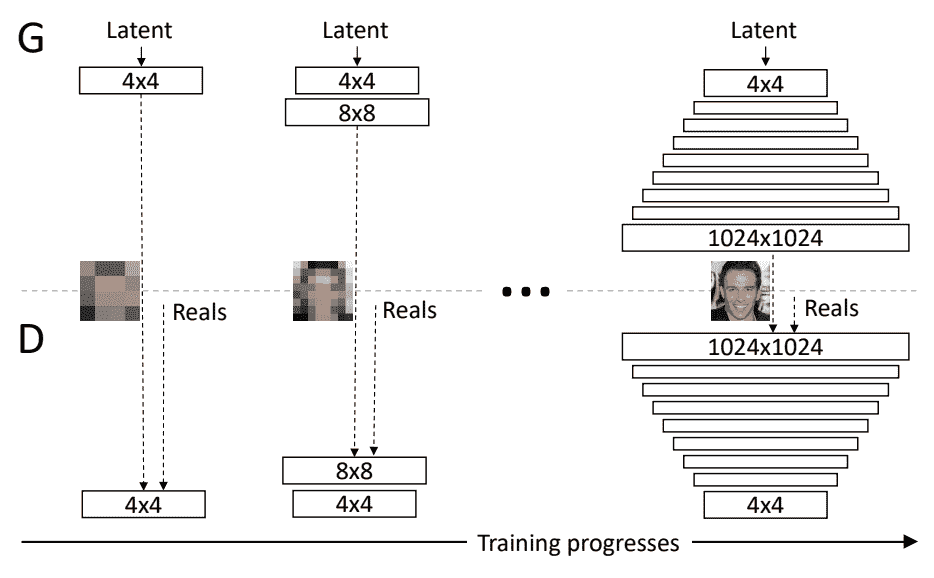 G
Latent
4x4
Latent
4x4
8x8
Latent
4x4
1024x1024
Reals
Reals
Reals
D
4x4
8x8
4x4
1024x1024
4x4
Training progresses